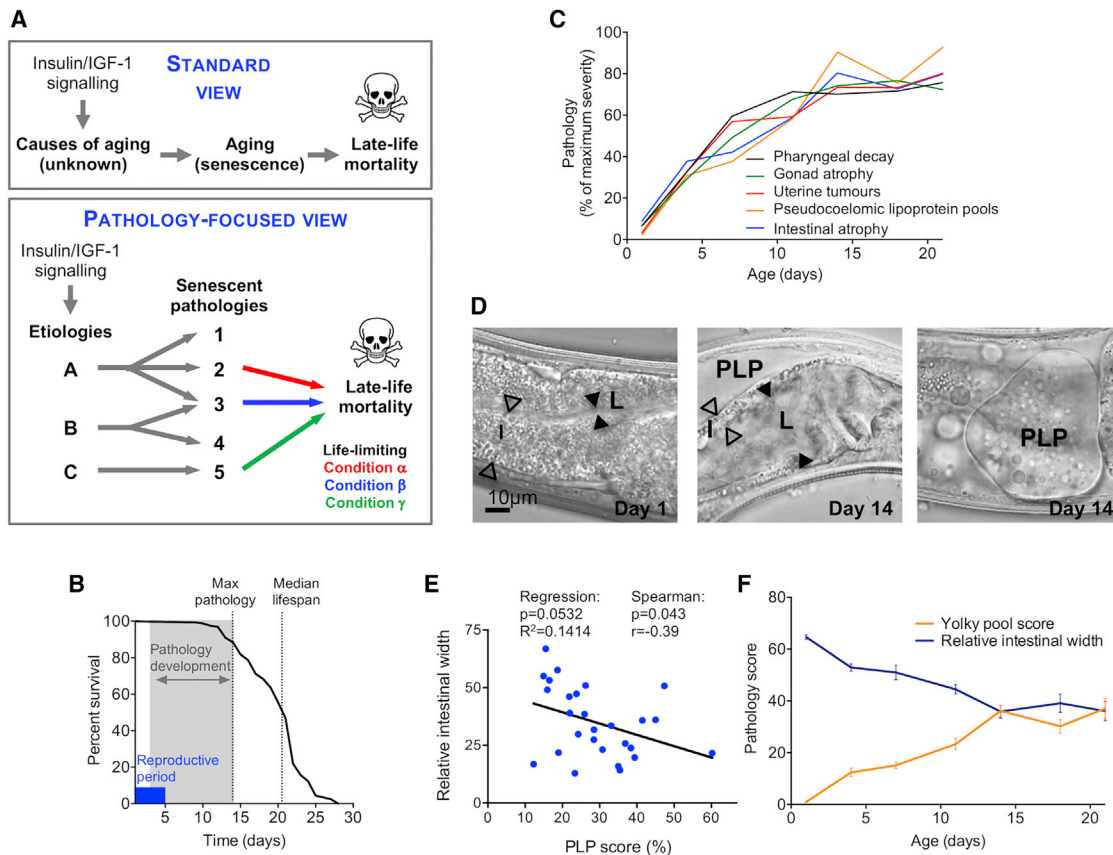 A
Insulin/IGF-1
signalling
STANDARD
VIEW
Causes of aging
(unknown)
Aging
(senescence)
Late-life
mortality
PATHOLOGY-FOCUSED VIEW
Insulin/IGF-1
signalling
Etiologies
Senescent
pathologies
A
B
C
1
2
3
4
5
Late-life
mortality
Life-limiting
Condition α
Condition β
Condition γ
B
Max
pathology
Median
lifespan
Percent survival
100
80
60
40
20
0
Pathology
development
Reproductive
period
5
10
15
20
25
30
Time (days)
C
Pathology
(% of maximum severity)
100
80
60
40
20
0
Pharyngeal decay
Gonad atrophy
Uterine tumours
Pseudocoelomic lipoprotein pools
Intestinal atrophy
0
5
10
15
20
Age (days)
D
L
I
10µm
Day 1
PLP
L
I
Day 14
PLP
Day 14
E
Regression:
p=0.0532
R²=0.1414
Spearman:
p=0.043
r=-0.39
Relative intestinal width
75
50
25
0
0
10
20
30
40
50
60
PLP score (%)
F
Pathology score
80
60
40
20
0
Yolky pool score
Relative intestinal width
0
5
10
15
20
Age (days)